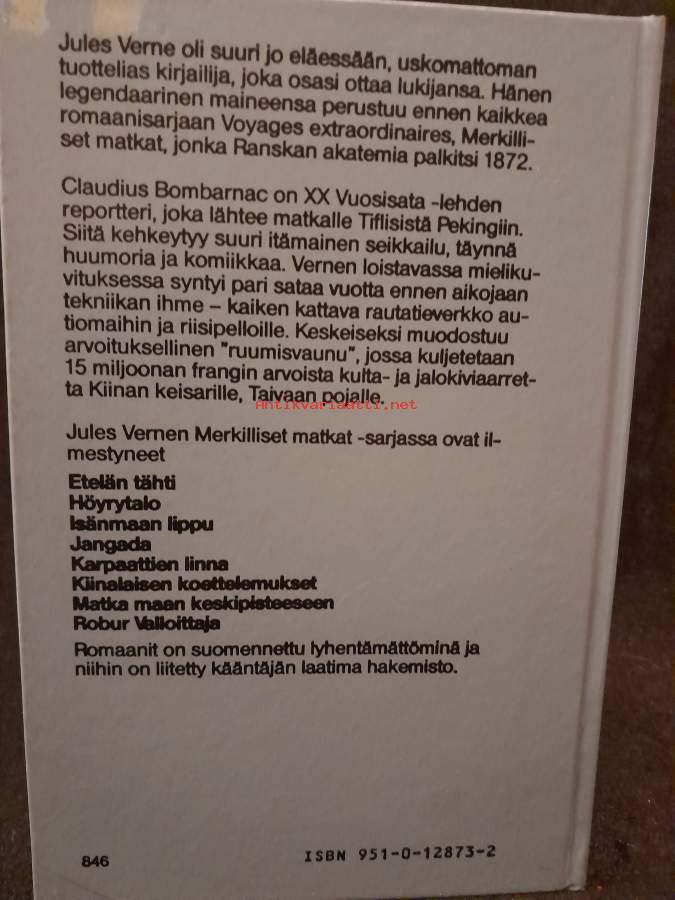 Jules Verne oli suuri jo eläessään, uskomattoman
tuottelias kirjailija, joka osasi ottaa lukijansa. Hänen
legendaarinen maineensa perustuu ennen kaikkea
romaanisarjaan Voyages extraordinaires, Merkilli-
set matkat, jonka Ranskan akatemia palkitsi 1872.
Claudius Bombarnac on XX Vuosisata -lehden
reportteri, joka lähtee matkalle Tiflisistä Pekingiin.
Siitä kehkeytyy suuri itämainen seikkailu, täynnä
huumoria ja komiikkaa. Vernen loistavassa mieliku-
vituksessa syntyi pari sataa vuotta ennen aikojaan
tekniikan ihme – kaiken kattava rautatieverkko au-
tiomaihin ja riisipelloille. Keskeiseksi muodostuu
arvoituksellinen "ruumisvaunu", jossa kuljetetaan
15 miljoonan frangin arvoista kulta- ja jalokiviaarret-
ta Kiinan keisarille, Taivaan pojalle.
Antikvariaatti.net
Jules Vernen Merkilliset matkat -sarjassa ovat il-
mestyneet
Etelän tähti
Höyrytalo
Isänmaan lippu
Jangada
Karpaattien linna
Kiinalaisen koettelemukset
Matka maan keskipisteeseen
Robur Valloittaja
Romaanit on suomennettu lyhentämättöminä ja
niihin on liitetty kääntäjän laatima hakemisto.
846
ISBN 951-0-12873-2